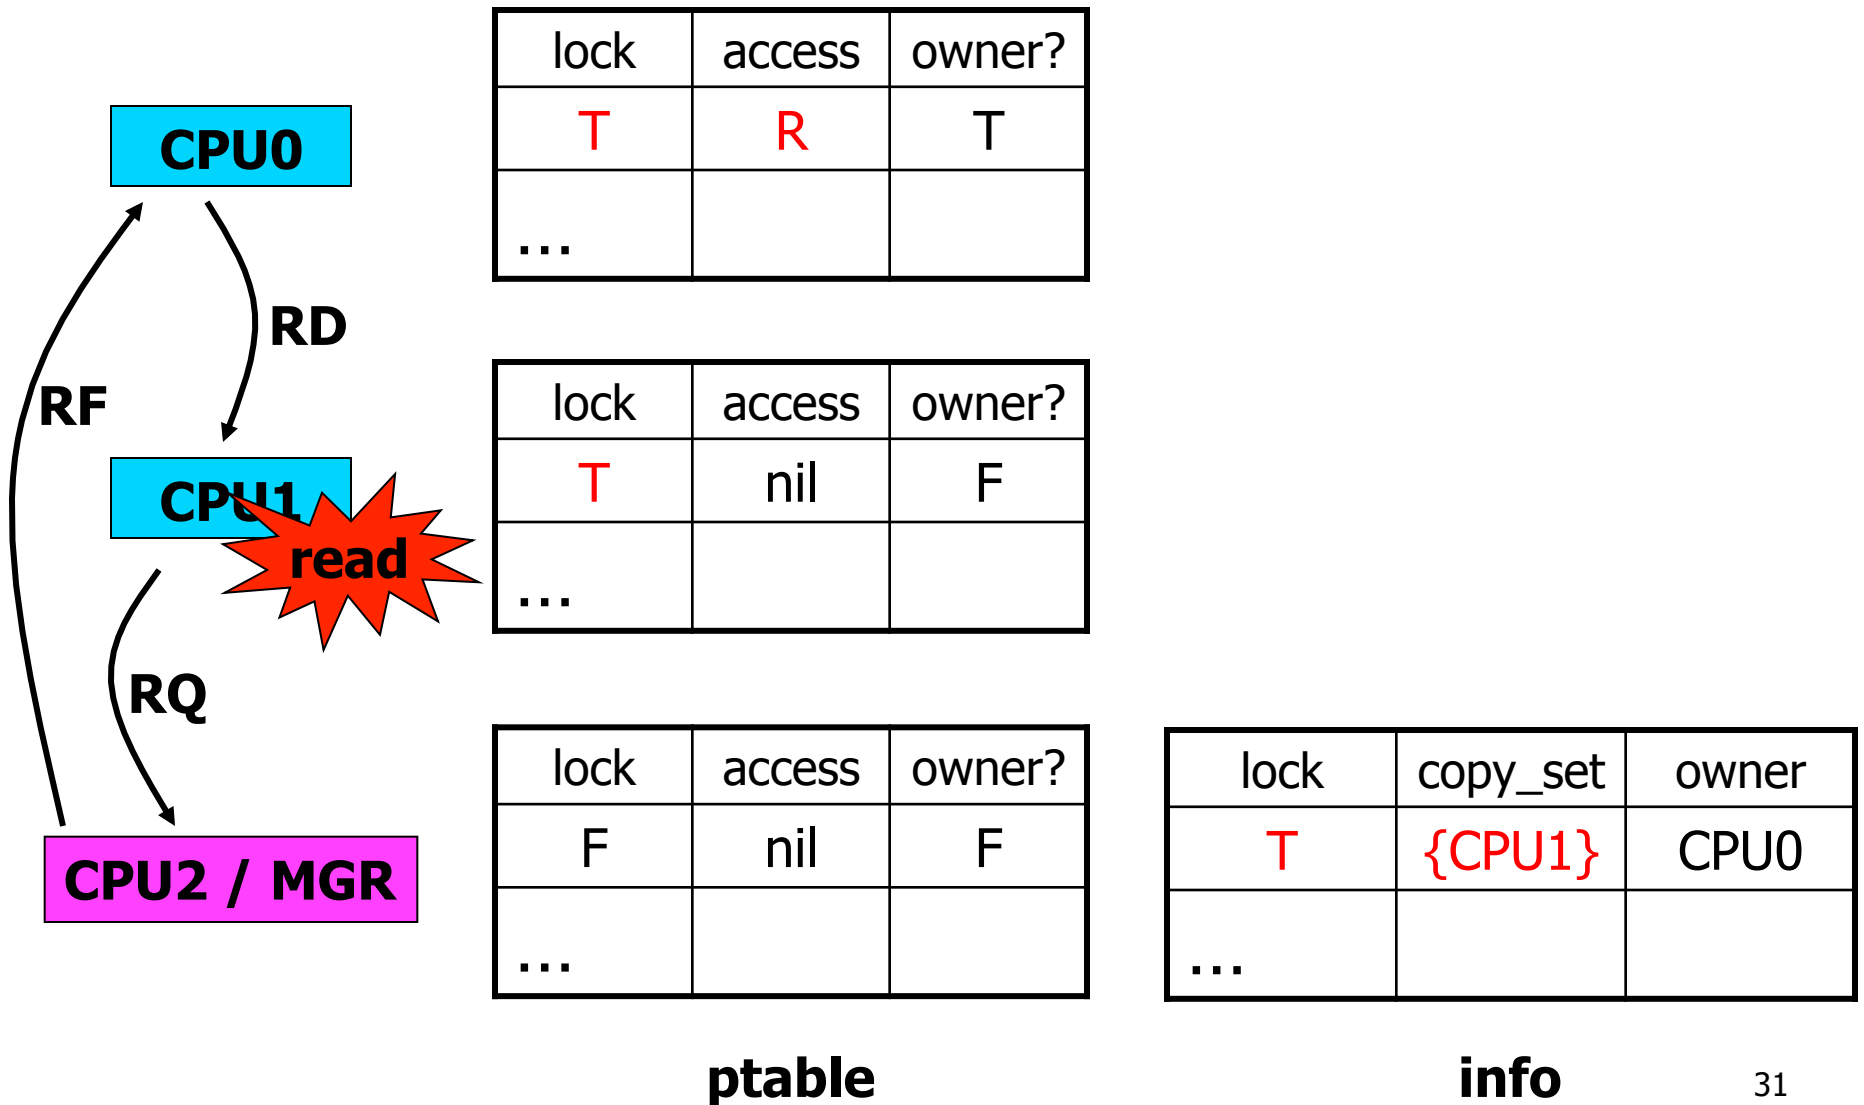 lock access owner?
CPU0
T R T
...
RD
RF
lock access owner?
CPU1
T nil F
read
...
RQ
lock access owner?
lock copy_set owner
CPU2 / MGR
F nil F
T {CPU1} CPU0
...
...
ptable
info
31